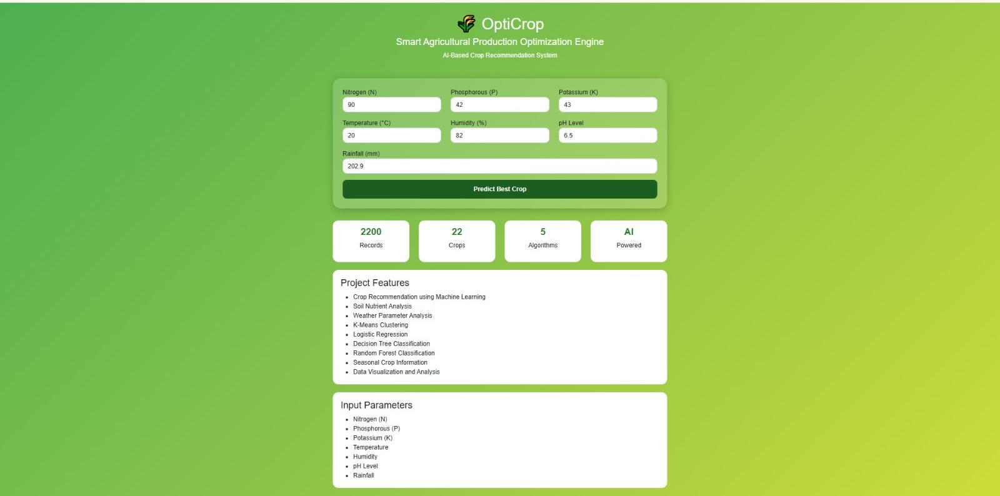 OptiCrop
Smart Agricultural Production Optimization Engine
AI-Based Crop Recommendation System
Nitrogen (N)
Phosphorous (P)
Potassium (K)
90
42
43
Temperature (°C)
Humidity (%)
pH Level
20
82
6.5
Rainfall (mm)
202.9
Predict Best Crop
2200
Records
22
Crops
5
Algorithms
AI
Powered
Project Features
Crop Recommendation using Machine Learning
Soil Nutrient Analysis
Weather Parameter Analysis
K-Means Clustering
Logistic Regression
Decision Tree Classification
Random Forest Classification
Seasonal Crop Information
Data Visualization and Analysis
Input Parameters
Nitrogen (N)
Phosphorous (P)
Potassium (K)
Temperature
Humidity
pH Level
Rainfall